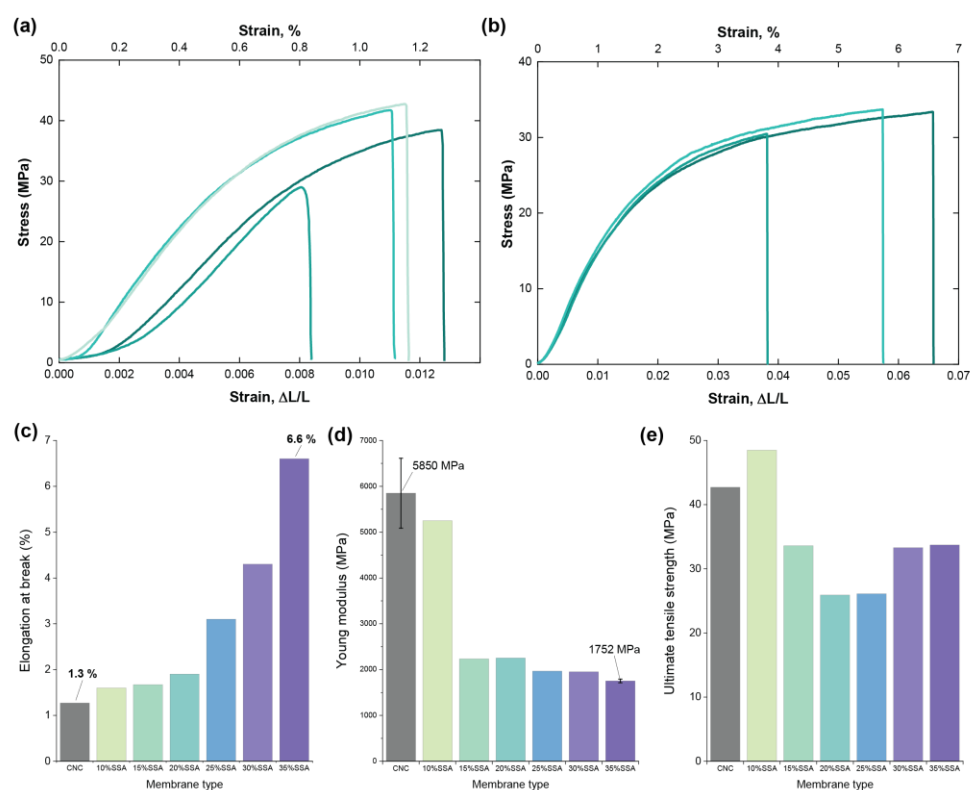 (a)
Strain, %
0.0 0.2 0.4 0.6 0.8 1.0 1.2
Stress (MPa)
50
40
30
20
10
0
0.000 0.002 0.004 0.006 0.008 0.010 0.012
Strain, ΔL/L
(b)
Strain, %
0 1 2 3 4 5 6 7
Stress (MPa)
40
30
20
10
0
0.00 0.01 0.02 0.03 0.04 0.05 0.06 0.07
Strain, ΔL/L
(c)
6.6 %
Elongation at break (%)
7
6
5
4
3
2
1
0
1.3 %
CNC 10%SSA 15%SSA 20%SSA 25%SSA 30%SSA 35%SSA
Membrane type
(d)
Young modulus (MPa)
7000
6000
5000
4000
3000
2000
1000
0
5850 MPa
1752 MPa
CNC 10%SSA 15%SSA 20%SSA 25%SSA 30%SSA 35%SSA
Membrane type
(e)
Ultimate tensile strength (MPa)
50
40
30
20
10
0
CNC 10%SSA 15%SSA 20%SSA 25%SSA 30%SSA 35%SSA
Membrane type